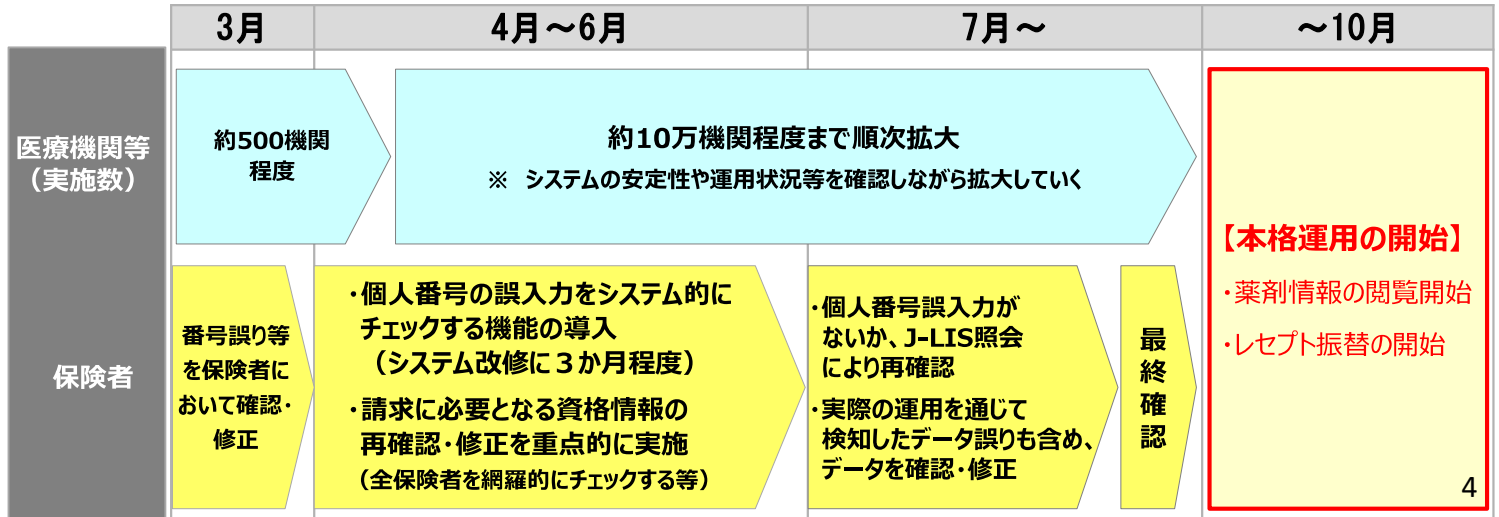 3月
4月～6月
7月～
～10月
医療機関等
（実施数）
約500機関
程度
約10万機関程度まで順次拡大
※ システムの安定性や運用状況等を確認しながら拡大していく
保険者
番号誤り等
を保険者に
おいて確認・
修正
・個人番号の誤入力をシステム的に
チェックする機能の導入
（システム改修に３か月程度）
・請求に必要となる資格情報の
再確認・修正を重点的に実施
（全保険者を網羅的にチェックする等）
・個人番号誤入力が
ないか、J-LIS照会
により再確認
・実際の運用を通じて
検知したデータ誤りも含め、
データを確認・修正
最
終
確
認
【本格運用の開始】
・薬剤情報の閲覧開始
・レセプト振替の開始
4